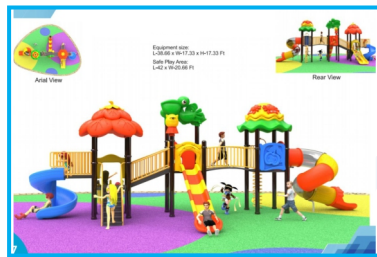 Equipment size:
L-38.66 x W-17.33 x H-17.33 Ft
Safe Play Area:
L-42 x W-20.66 Ft
Arial View
Rear View
7